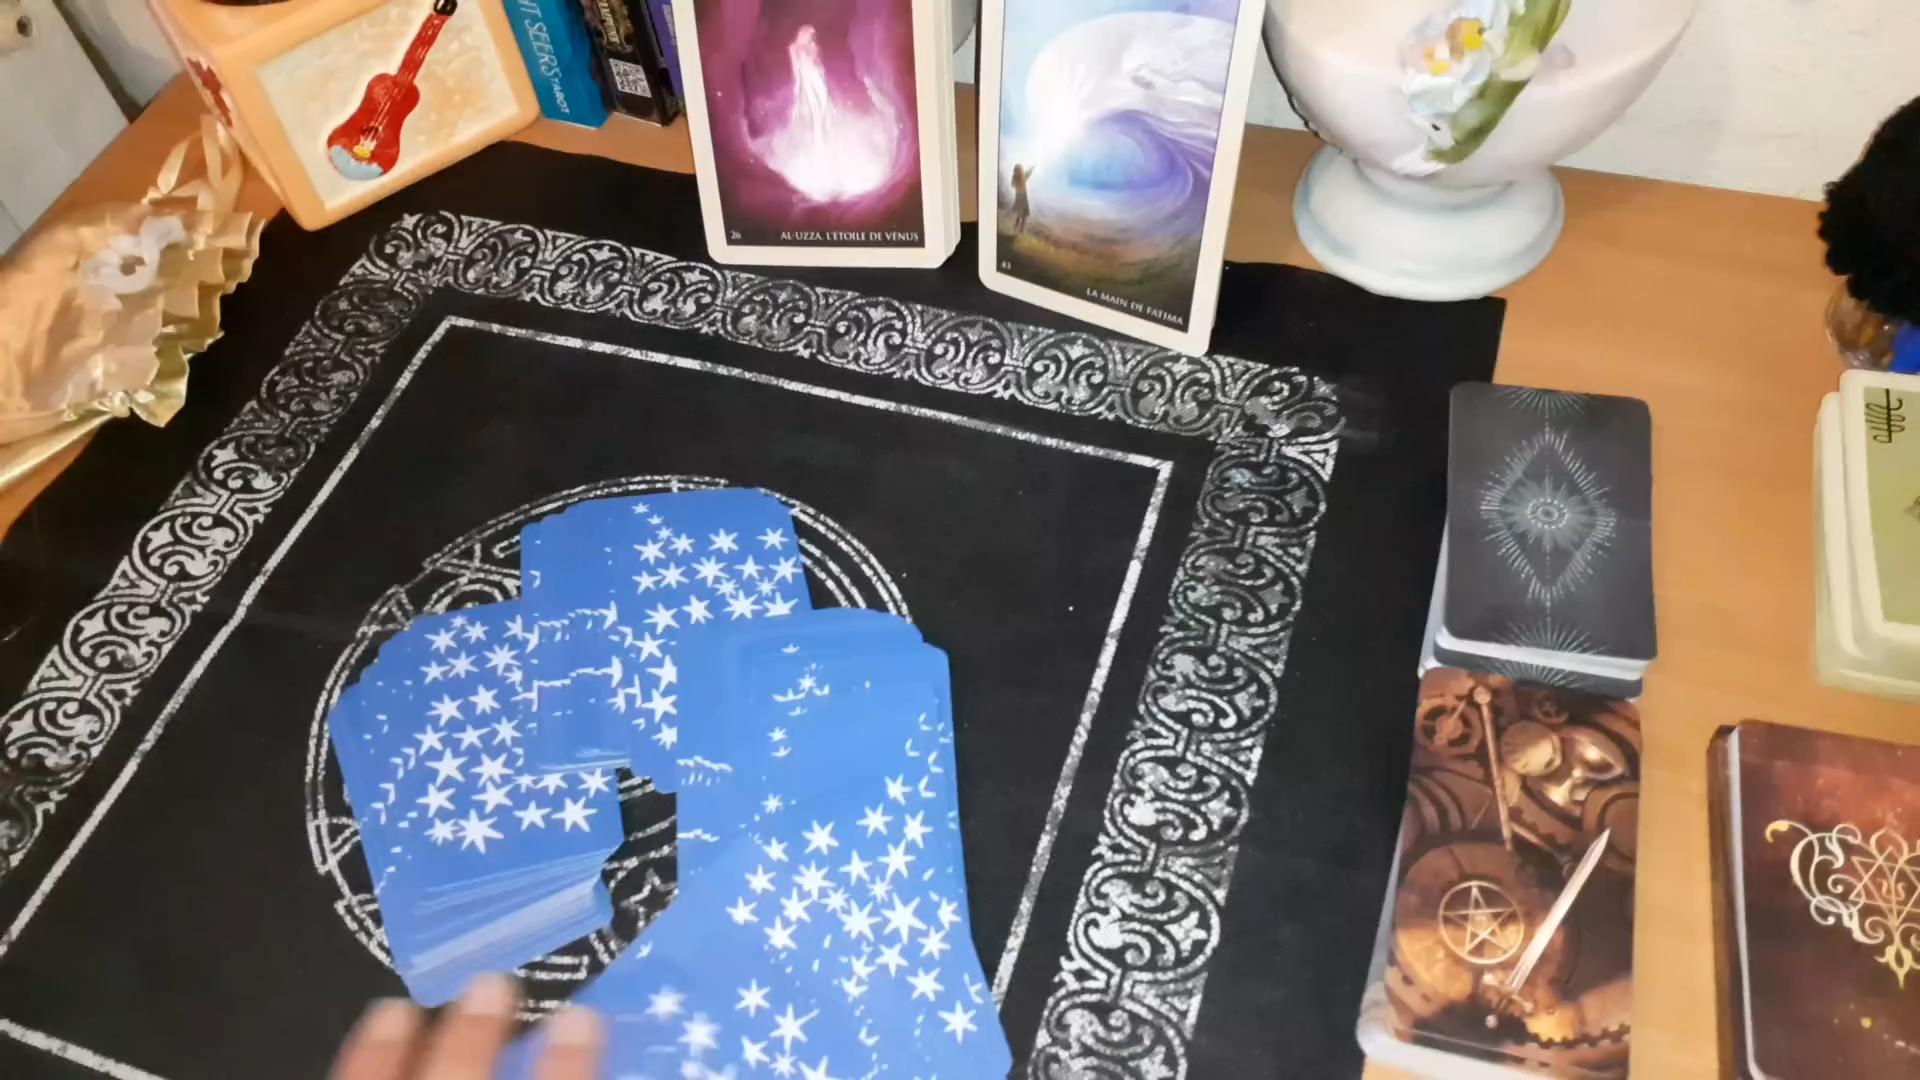 T SEERS TAROT
26
AL-UZZA, L'ÉTOILE DE VÉNUS
43
LA MAIN DE FATIMA